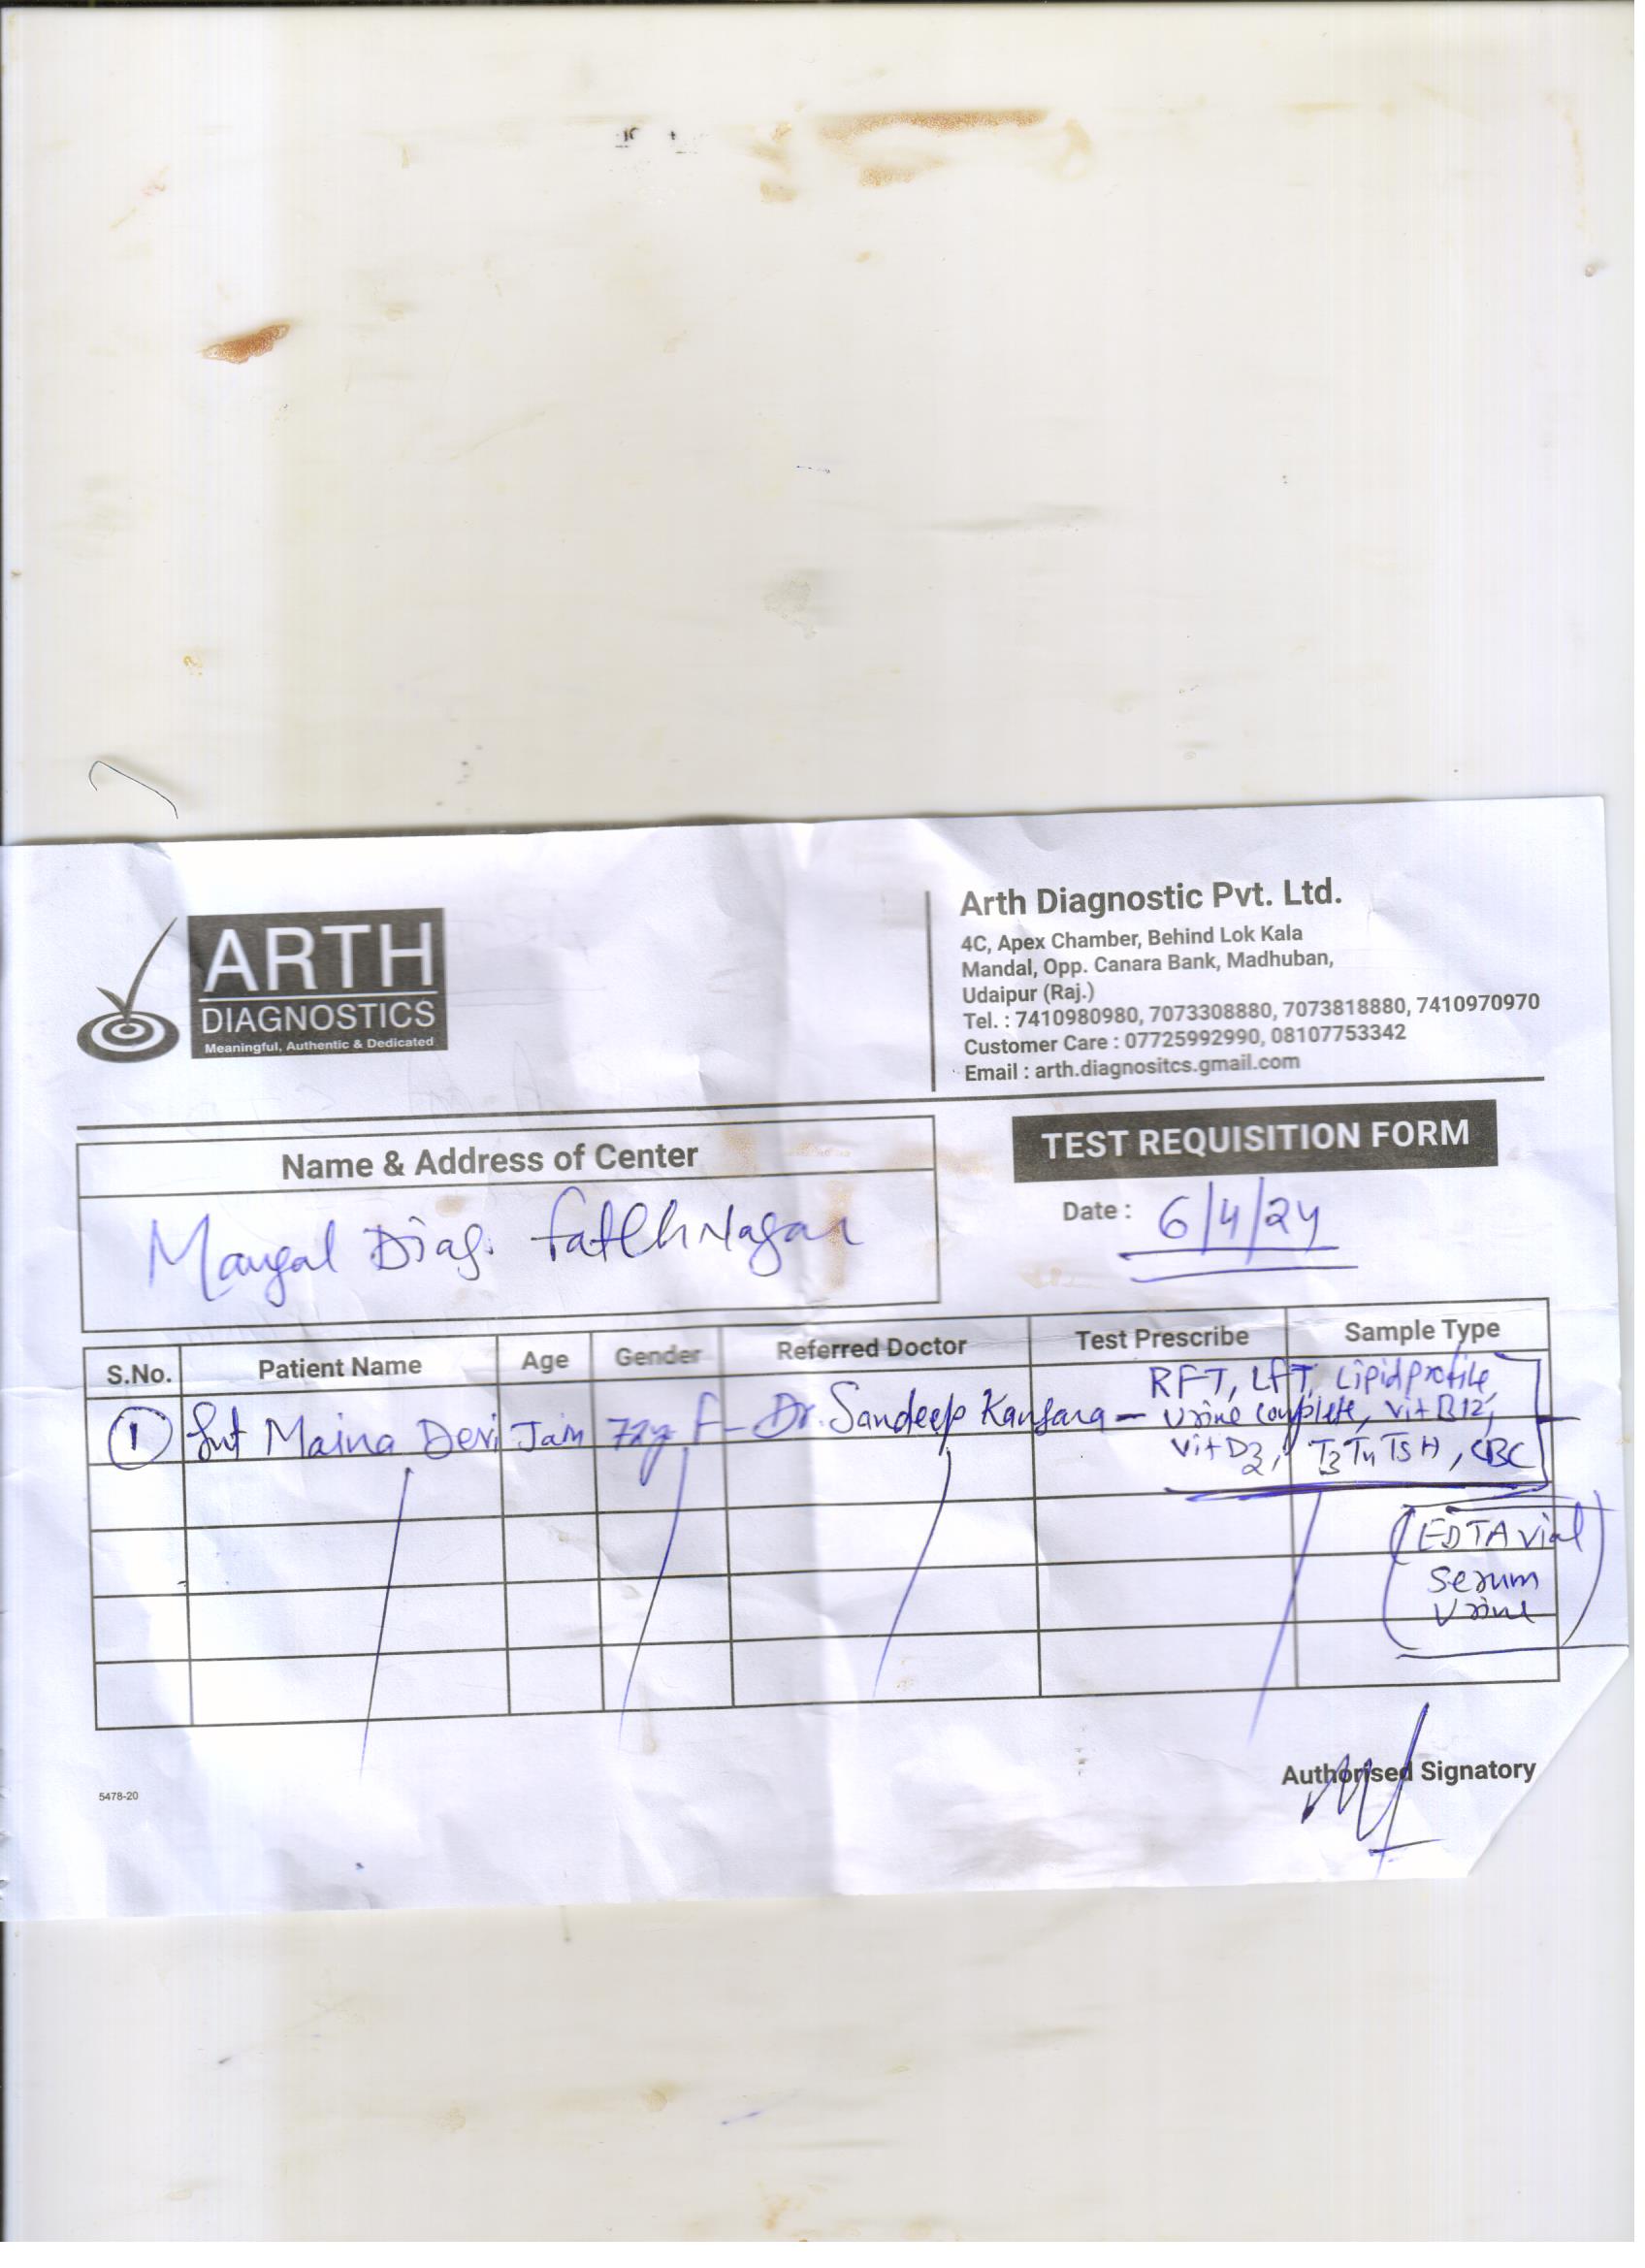 ARTH
DIAGNOSTICS
Meaningful, Authentic & Dedicated
Arth Diagnostic Pvt. Ltd.
4C, Apex Chamber, Behind Lok Kala
Mandal, Opp. Canara Bank, Madhuban,
Udaipur (Raj.)
Tel. : 7410980980, 7073308880, 7073818880, 7410970970
Customer Care : 07725992990, 08107753342
Email : arth.diagnositcs.gmail.com
Name & Address of Center
Mangal Diag. FatehNagar
TEST REQUISITION FORM
Date : 6/4/24
S.No. Patient Name Age Gender Referred Doctor Test Prescribe Sample Type
1 Smt Maina Devi Jain 72y F - Dr. Sandeep Kansara - RFT, LFT, Lipid profile,
Urine complete, Vit B12,
Vit D3, T3 T4 TSH, CBC
(EDTA vial
Serum
Urine)
Authorised Signatory
5478-20